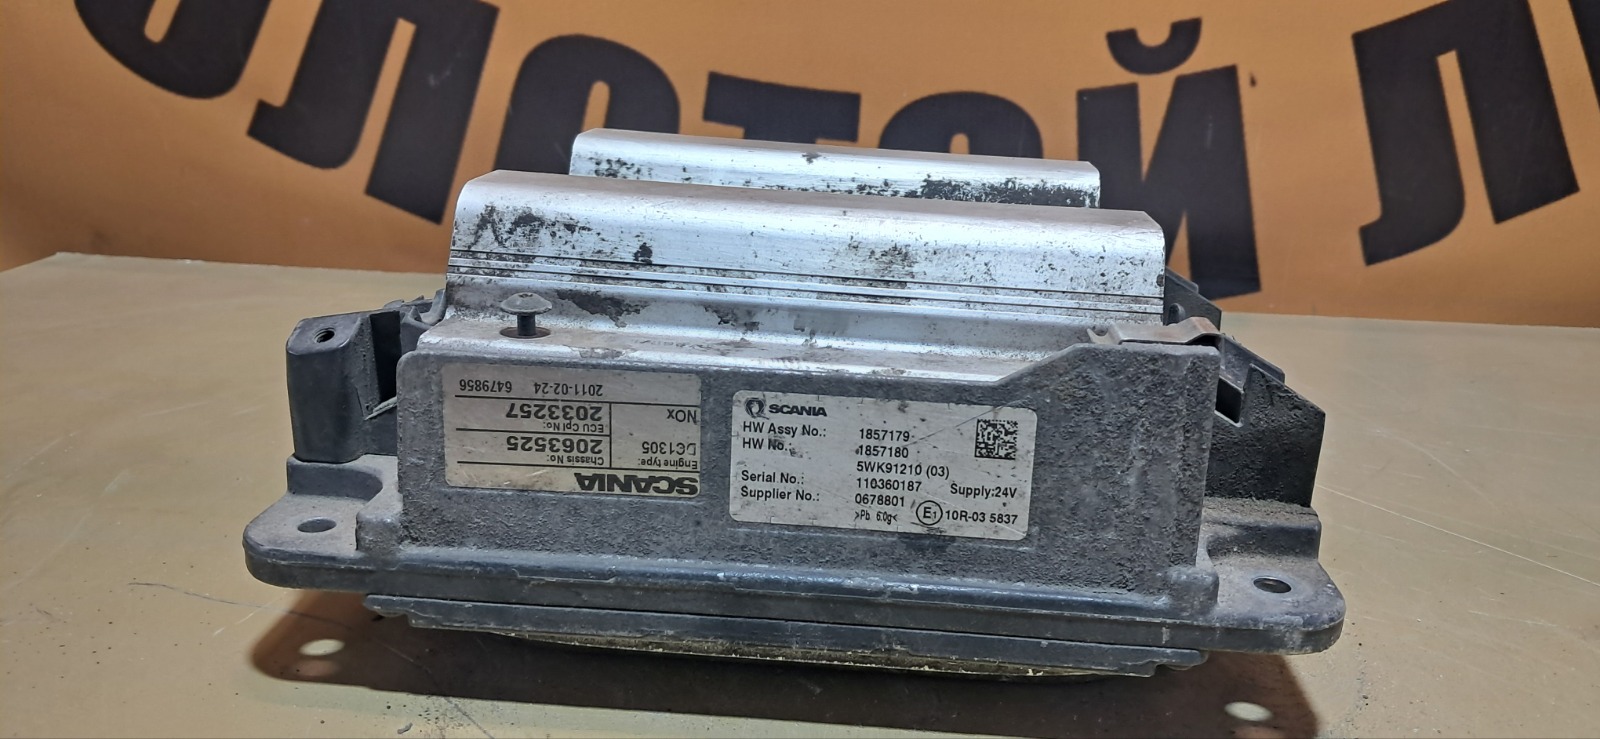 ОЛОТОЙ Л
SCANIA
Engine type: Chassis No:
DC1305 2063525
ECU Cpl No:
NOx 2033257
2011-02-24 6479856
SCANIA
HW Assy No.: 1857179
HW No.: 1857180
5WK91210 (03)
Serial No.: 110360187 Supply:24V
Supplier No.: 0678801
>Pb 6.0g< E1 10R-03 5837